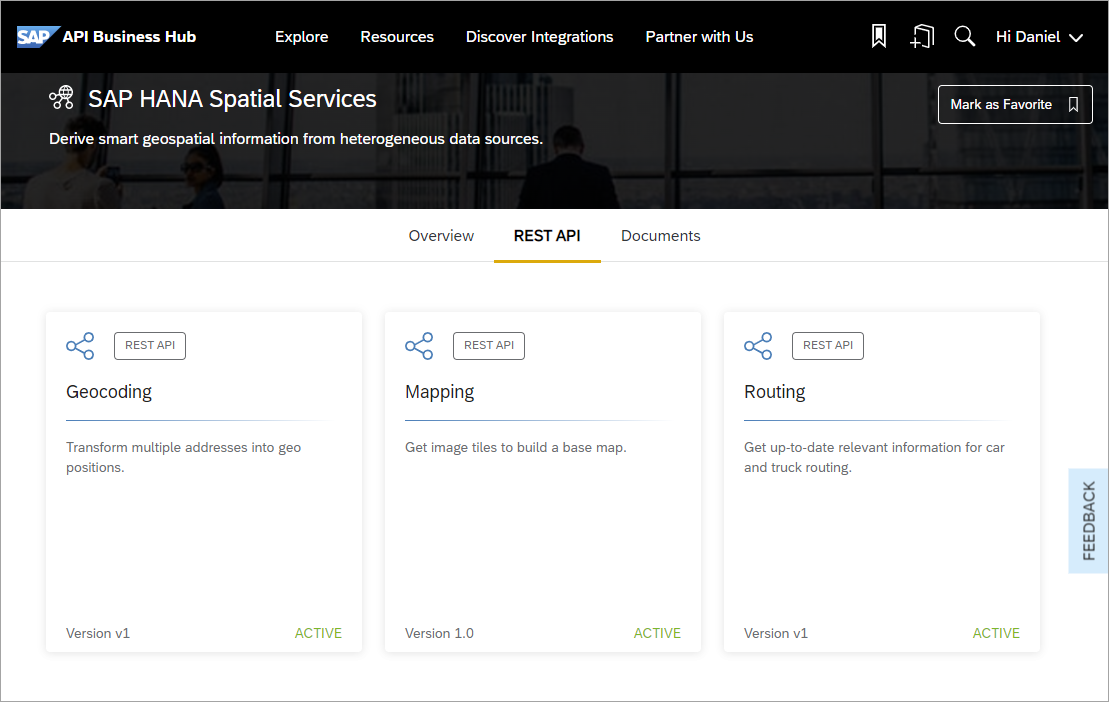 SAP API Business Hub
Explore
Resources
Discover Integrations
Partner with Us
Hi Daniel
SAP HANA Spatial Services
Mark as Favorite
Derive smart geospatial information from heterogeneous data sources.
Overview
REST API
Documents
REST API
Geocoding
Transform multiple addresses into geo
positions.
Version v1
ACTIVE
REST API
Mapping
Get image tiles to build a base map.
Version 1.0
ACTIVE
REST API
Routing
Get up-to-date relevant information for car
and truck routing.
Version v1
ACTIVE
FEEDBACK